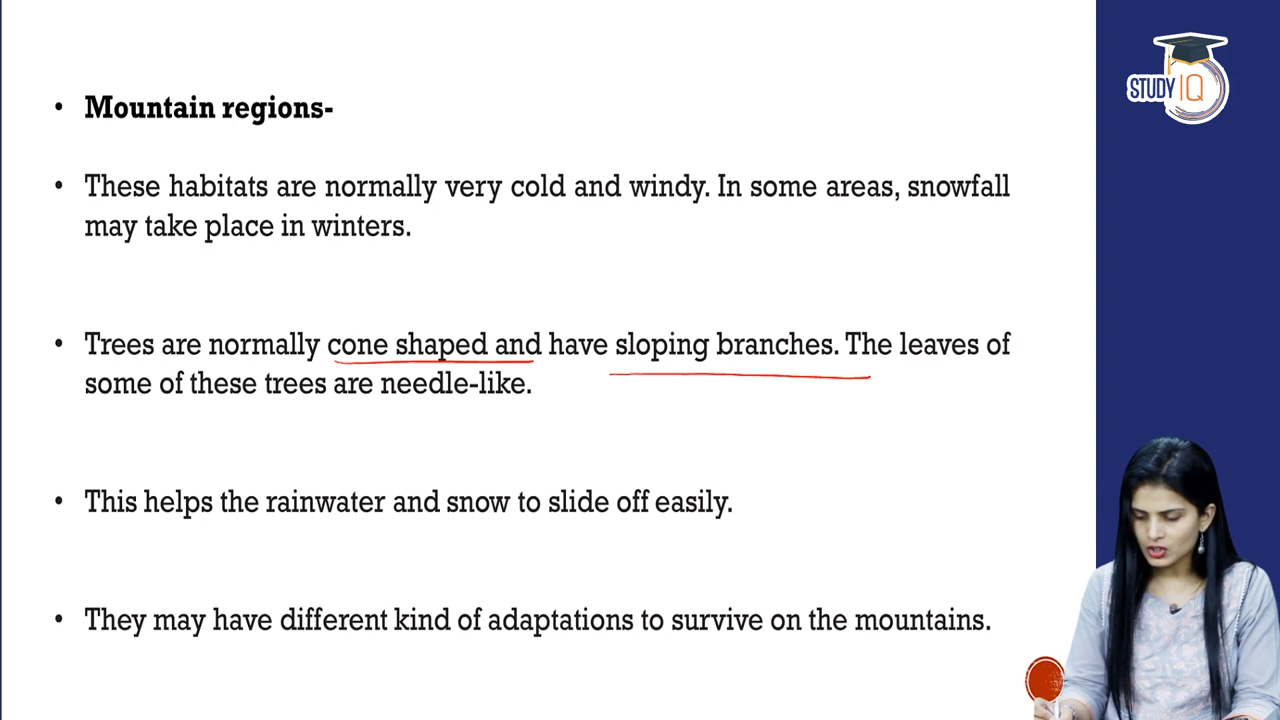 • Mountain regions-
• These habitats are normally very cold and windy. In some areas, snowfall
may take place in winters.
• Trees are normally cone shaped and have sloping branches. The leaves of
some of these trees are needle-like.
• This helps the rainwater and snow to slide off easily.
• They may have different kind of adaptations to survive on the mountains.
STUDY IQ